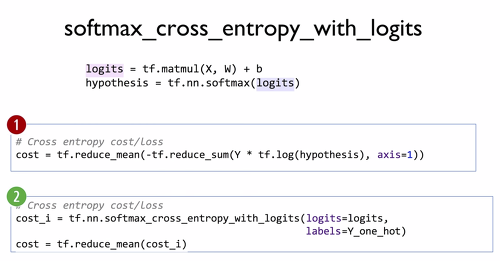 softmax_cross_entropy_with_logits
logits = tf.matmul(X, W) + b
hypothesis = tf.nn.softmax(logits)
1
# Cross entropy cost/loss
cost = tf.reduce_mean(-tf.reduce_sum(Y * tf.log(hypothesis), axis=1))
2
# Cross entropy cost/loss
cost_i = tf.nn.softmax_cross_entropy_with_logits(logits=logits,
labels=Y_one_hot)
cost = tf.reduce_mean(cost_i)